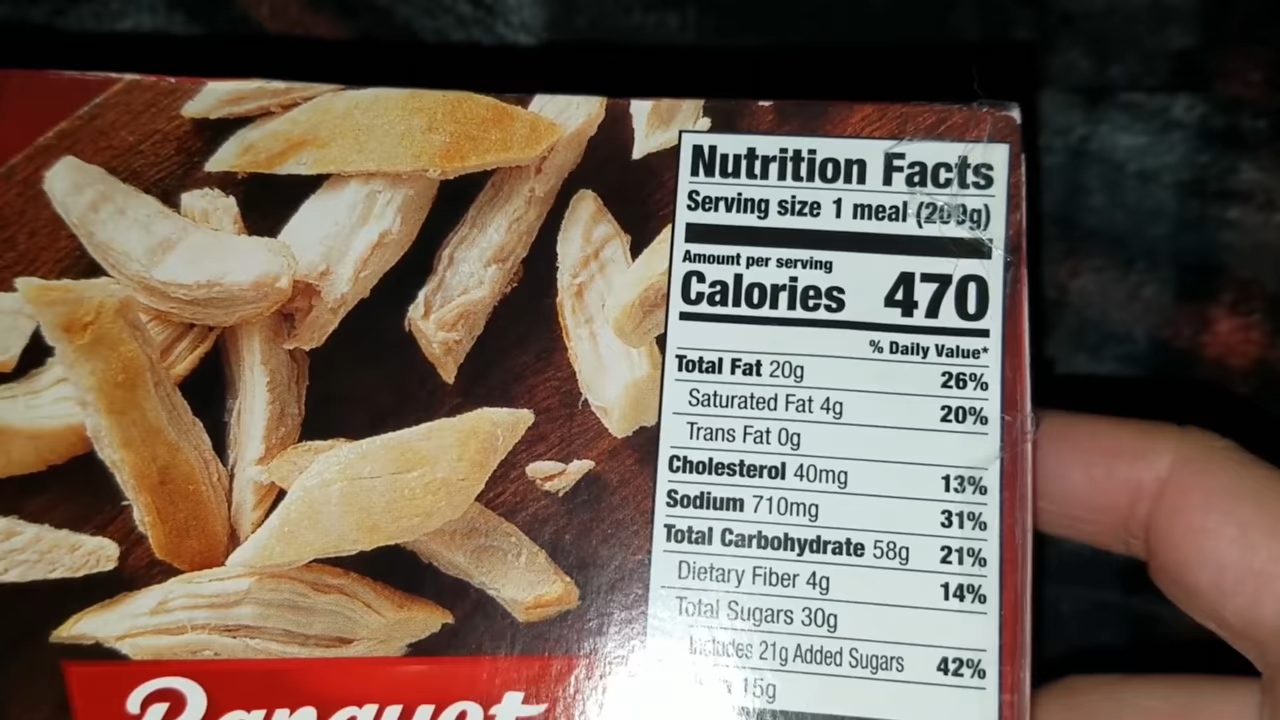 Nutrition Facts
Serving size 1 meal (209g)
Amount per serving
Calories 470
% Daily Value*
Total Fat 20g 26%
Saturated Fat 4g 20%
Trans Fat 0g
Cholesterol 40mg 13%
Sodium 710mg 31%
Total Carbohydrate 58g 21%
Dietary Fiber 4g 14%
Total Sugars 30g
Includes 21g Added Sugars 42%
15g
Banquet